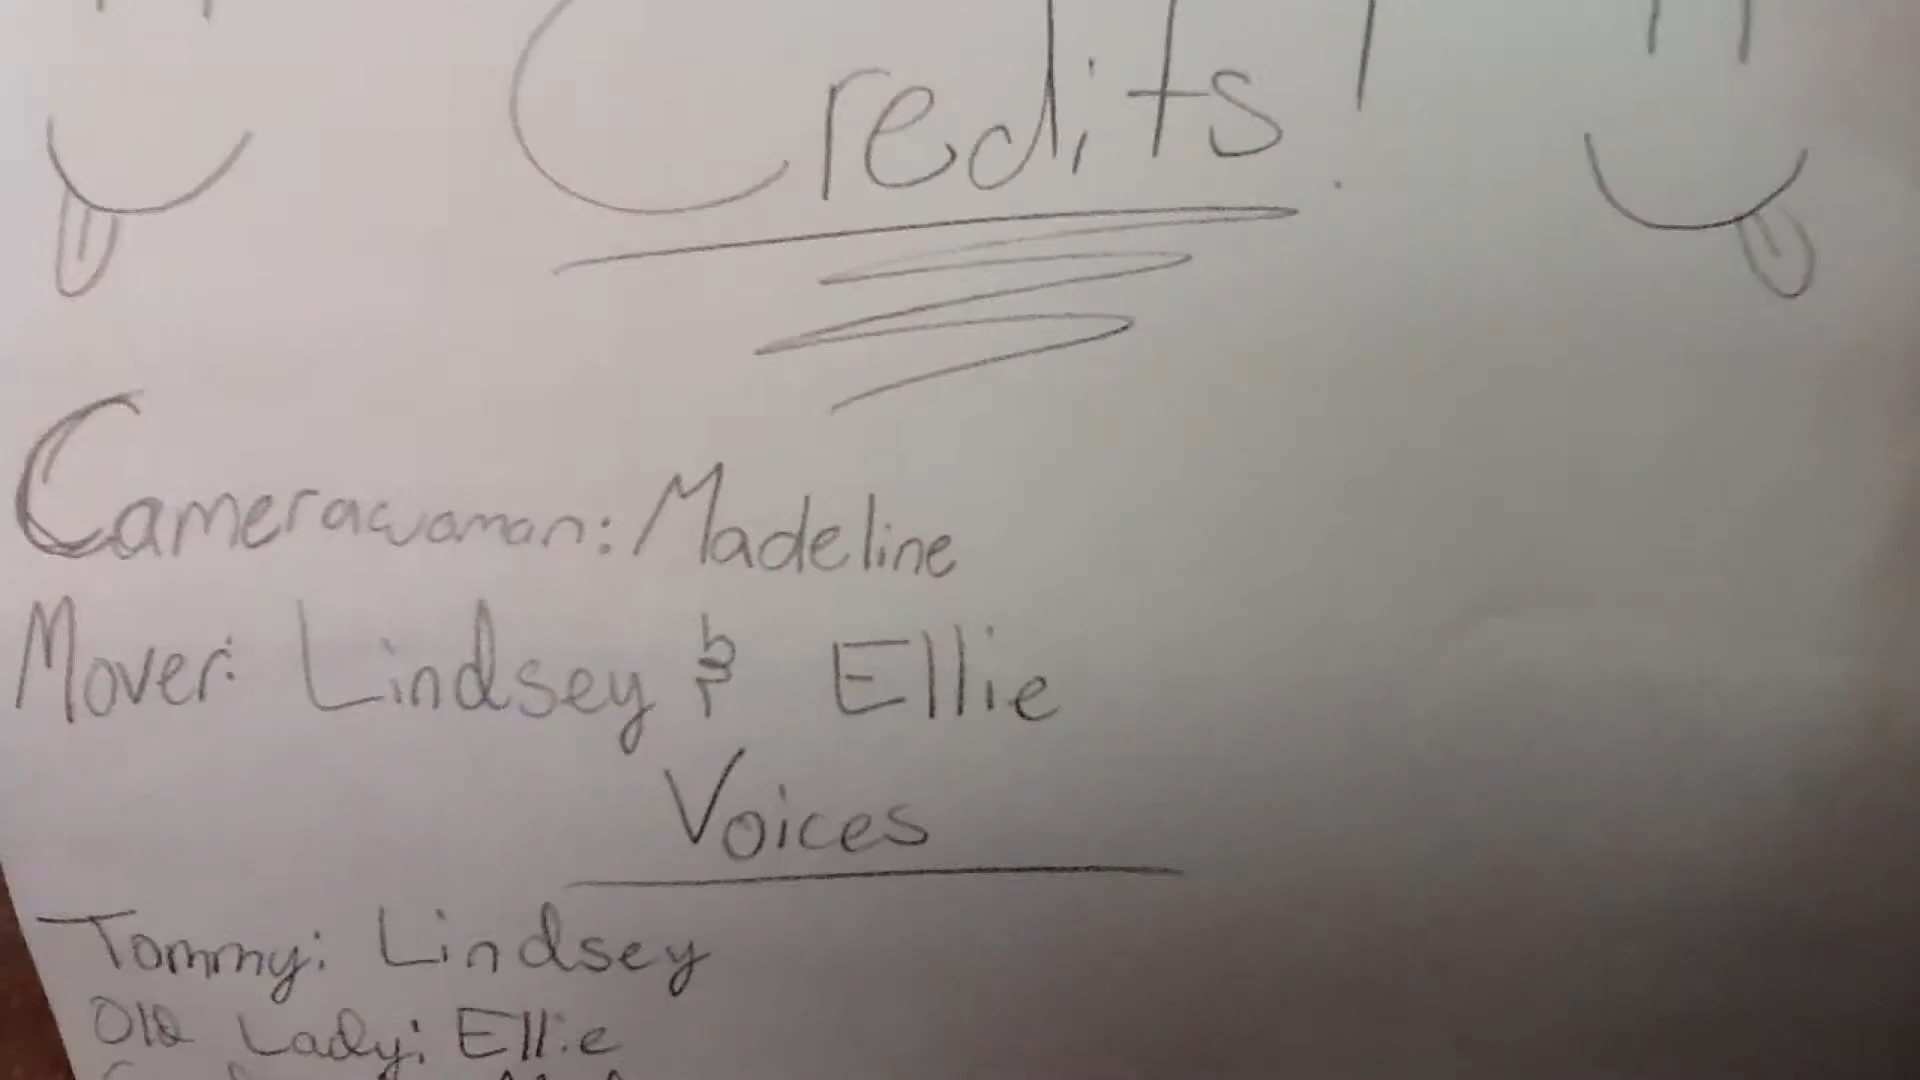 Credits!
Camerawoman: Madeline
Mover: Lindsey & Ellie
Voices
Tommy: Lindsey
Old Lady: Ellie